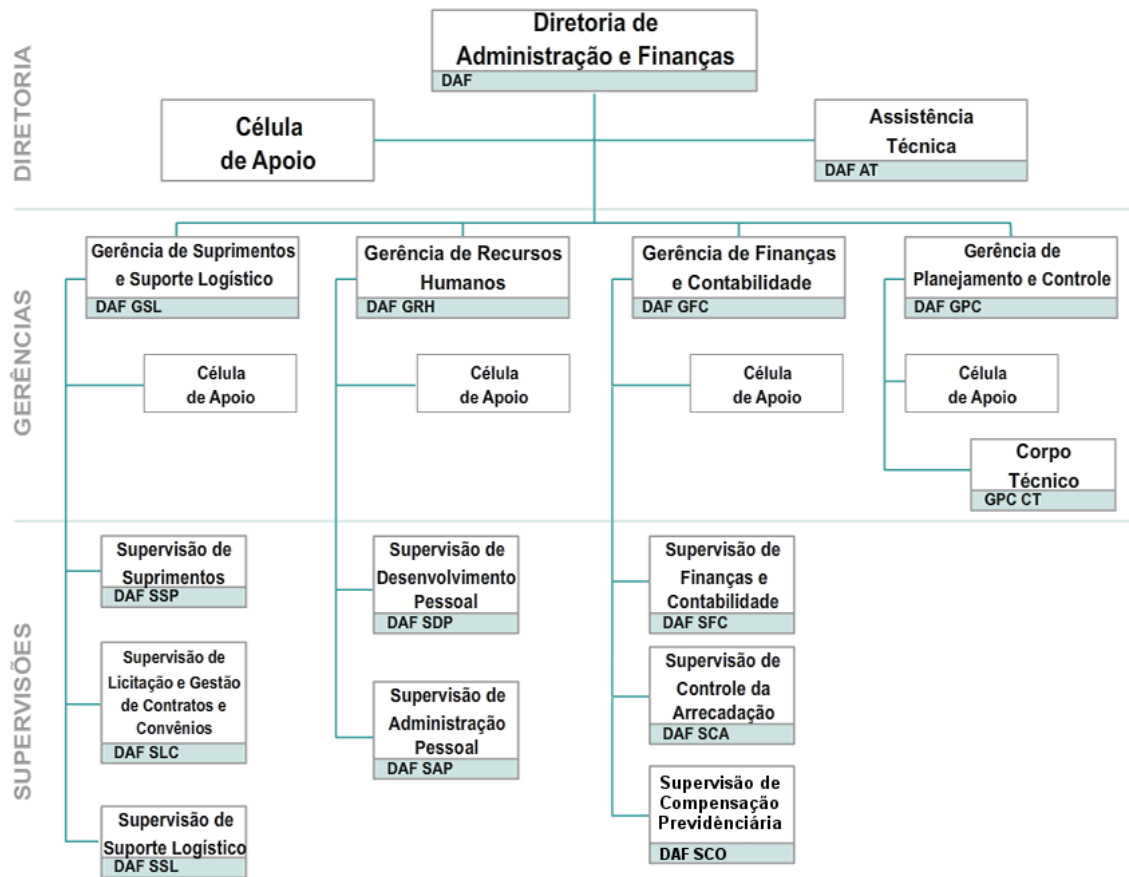 DIRETORIA
Diretoria de
Administração e Finanças
DAF
Célula
de Apoio
Assistência
Técnica
DAF AT
GERÊNCIAS
Gerência de Suprimentos
e Suporte Logístico
DAF GSL
Gerência de Recursos
Humanos
DAF GRH
Gerência de Finanças
e Contabilidade
DAF GFC
Gerência de
Planejamento e Controle
DAF GPC
Célula
de Apoio
Célula
de Apoio
Célula
de Apoio
Célula
de Apoio
Corpo
Técnico
GPC CT
SUPERVISÕES
Supervisão de
Suprimentos
DAF SSP
Supervisão de
Licitação e Gestão
de Contratos e
Convênios
DAF SLC
Supervisão de
Suporte Logístico
DAF SSL
Supervisão de
Desenvolvimento
Pessoal
DAF SDP
Supervisão de
Administração
Pessoal
DAF SAP
Supervisão de
Finanças e
Contabilidade
DAF SFC
Supervisão de
Controle da
Arrecadação
DAF SCA
Supervisão de
Compensação
Previdênciária
DAF SCO